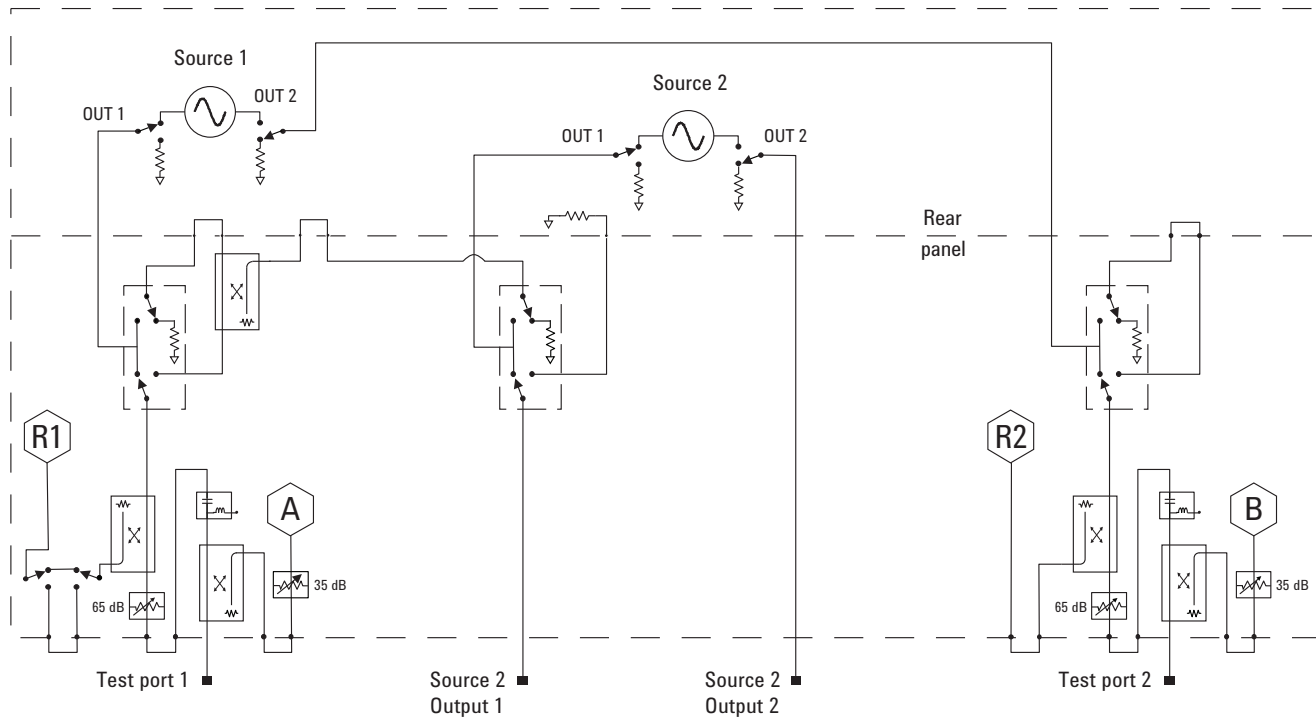 Source 1
OUT 1
OUT 2
Source 2
OUT 1
OUT 2
Rear
panel
R1
A
35 dB
65 dB
R2
B
35 dB
65 dB
Test port 1
Source 2
Output 1
Source 2
Output 2
Test port 2